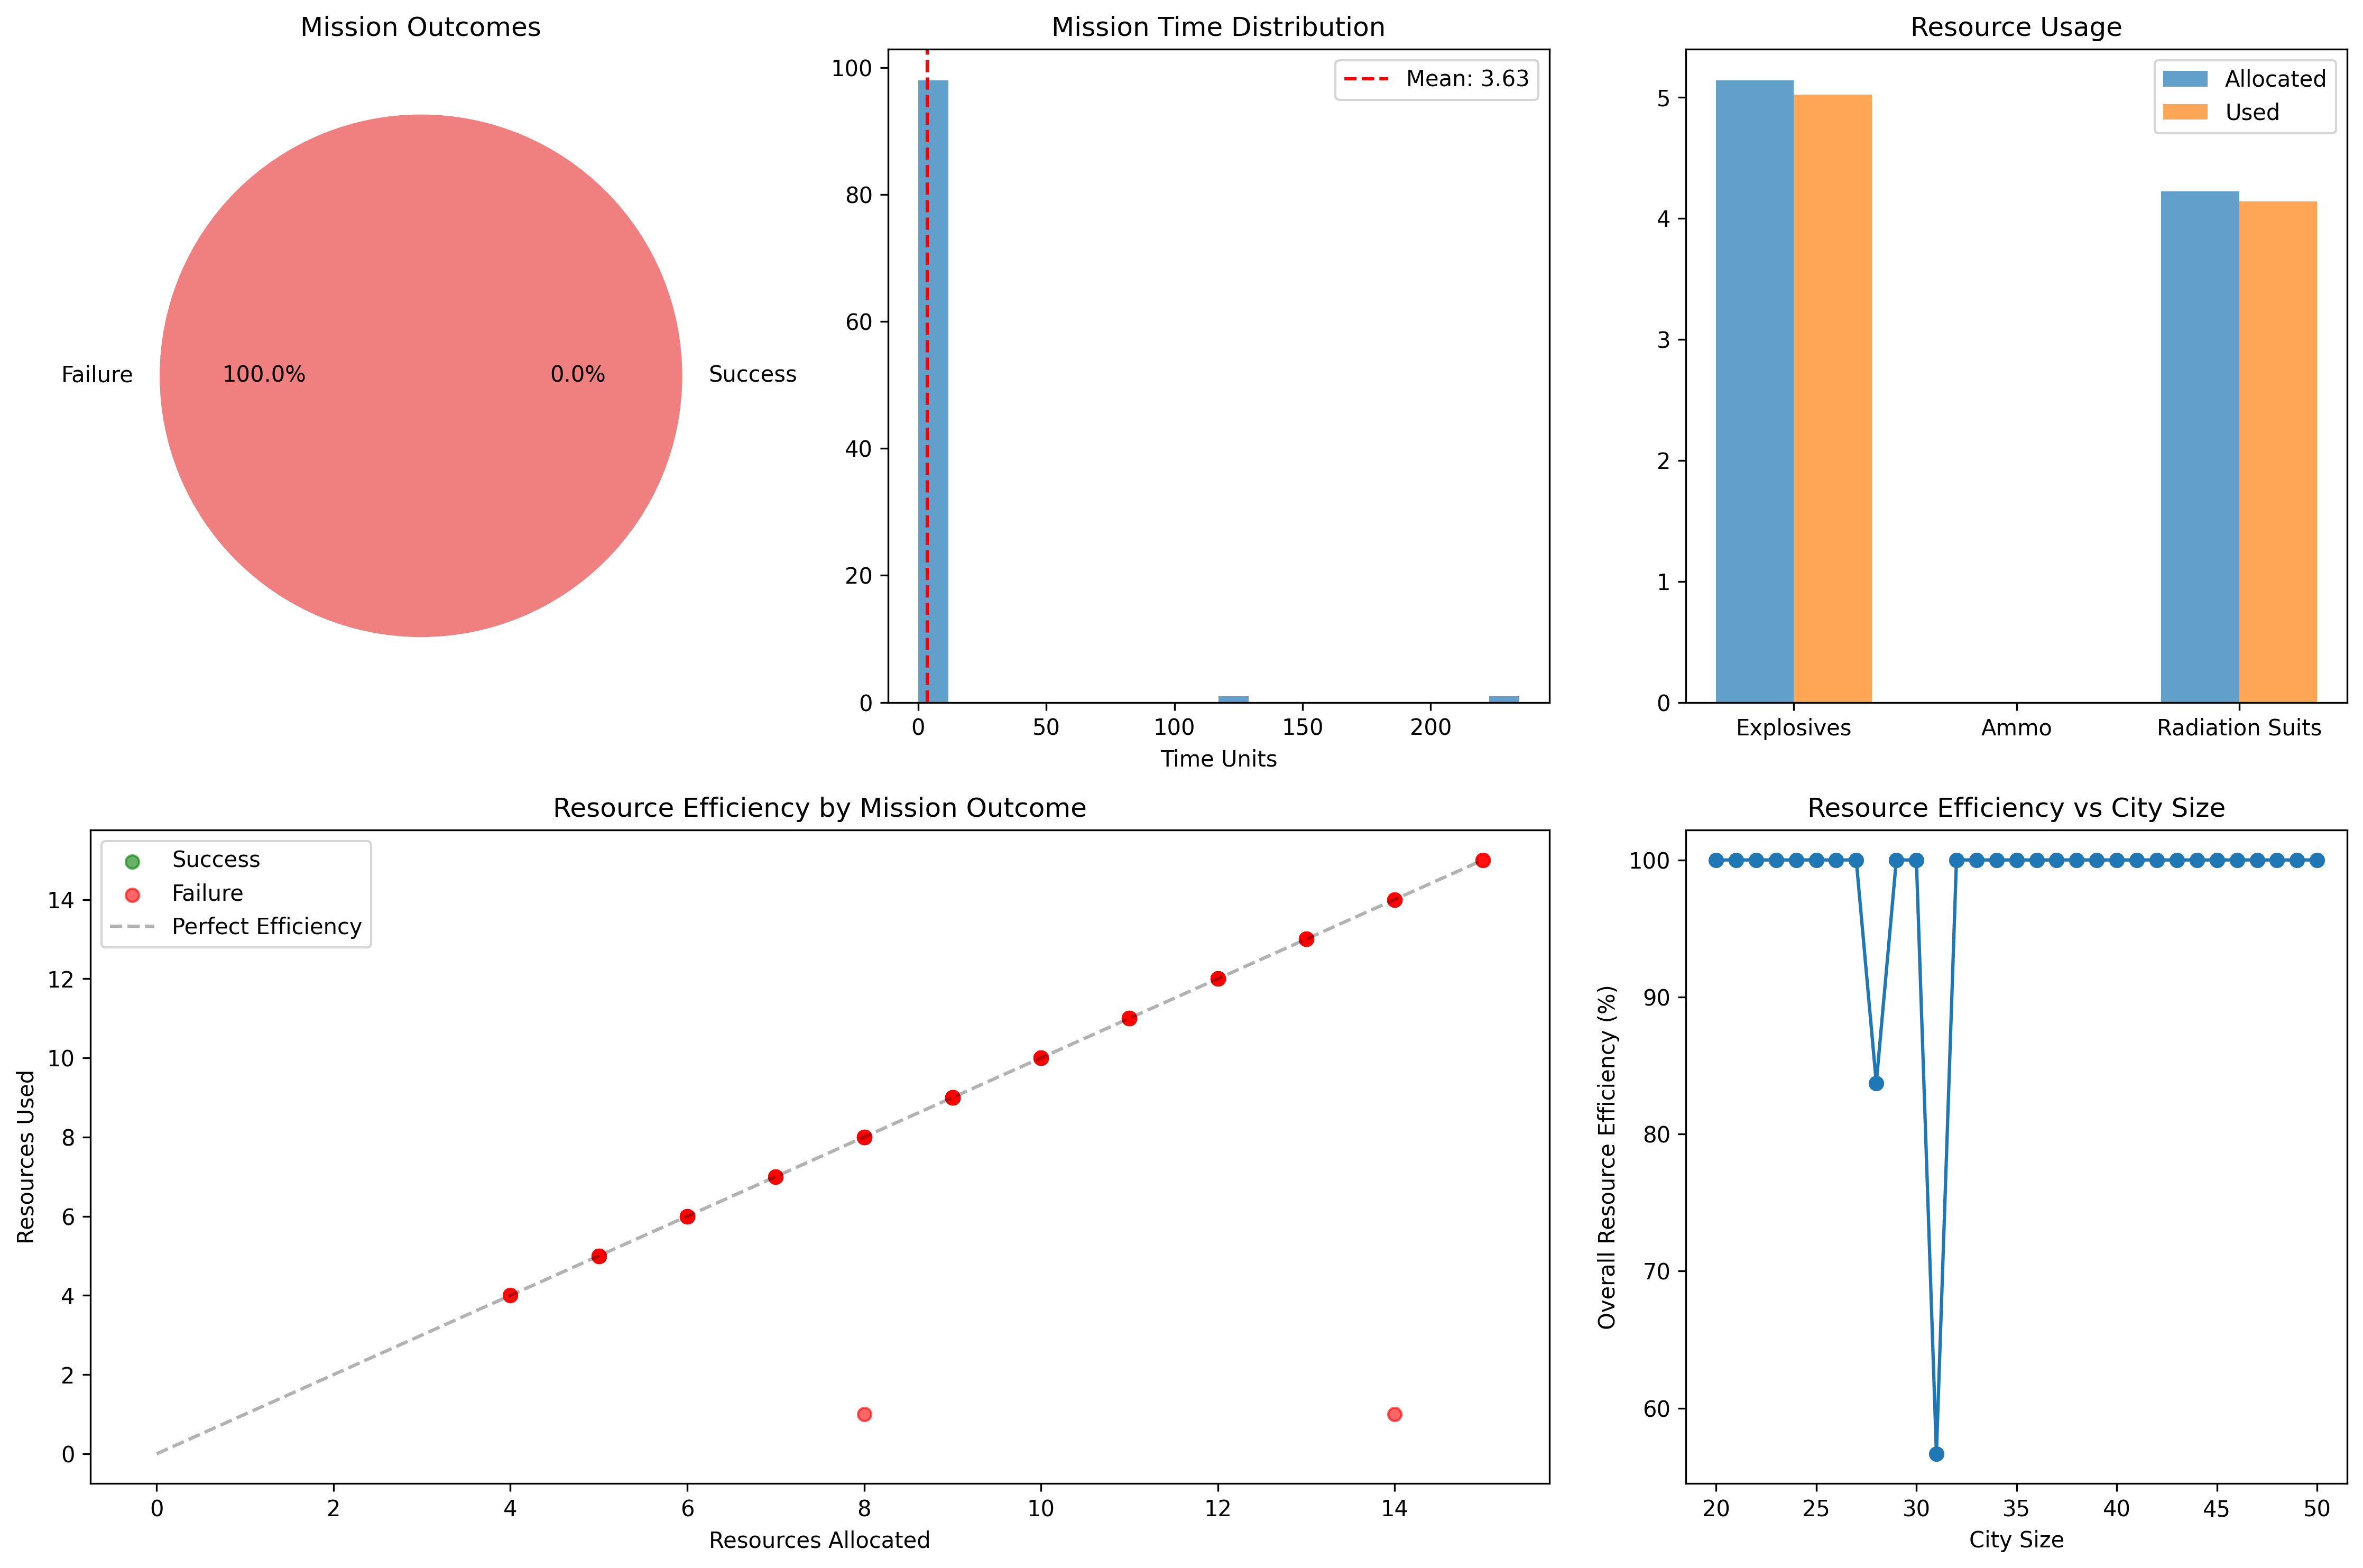 Mission Outcomes
Failure
100.0%
0.0%
Success
Mission Time Distribution
100
80
60
40
20
0
Mean: 3.63
0 50 100 150 200
Time Units
Resource Usage
5
4
3
2
1
0
Allocated
Used
Explosives Ammo Radiation Suits
Resource Efficiency by Mission Outcome
Resources Used
14
12
10
8
6
4
2
0
Success
Failure
Perfect Efficiency
0 2 4 6 8 10 12 14
Resources Allocated
Resource Efficiency vs City Size
Overall Resource Efficiency (%)
100
90
80
70
60
20 25 30 35 40 45 50
City Size